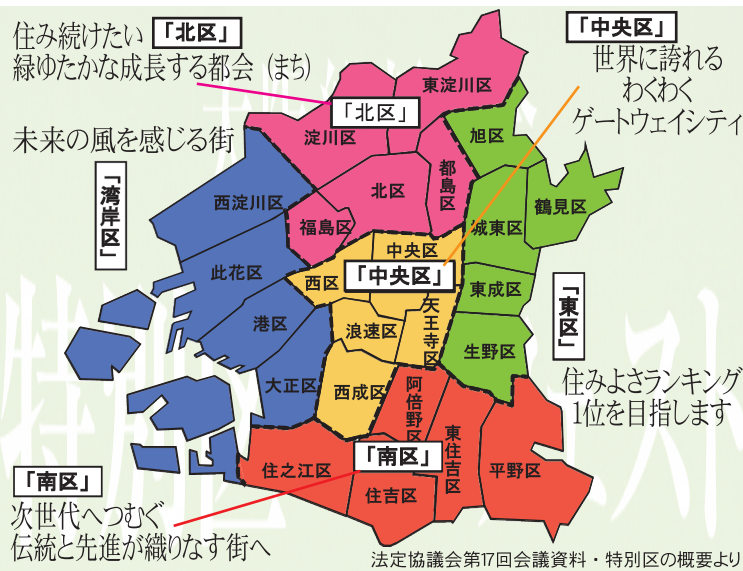 住み続けたい「北区」
緑ゆたかな成長する都会(まち)
「中央区」
世界に誇れる
わくわく
ゲートウェイシティ
未来の風を感じる街
「湾岸区」
東淀川区
「北区」
淀川区
旭区
都島区
北区
西淀川区
鶴見区
福島区
城東区
中央区
「中央区」
此花区
西区
東成区
「東区」
港区
浪速区
天王寺区
生野区
大正区
西成区
阿倍野区
住みよさランキング
1位を目指します
東住吉区
「南区」
住之江区
平野区
住吉区
「南区」
次世代へつむぐ
伝統と先進が織りなす街へ
法定協議会第17回会議資料・特別区の概要より
特別区
スト